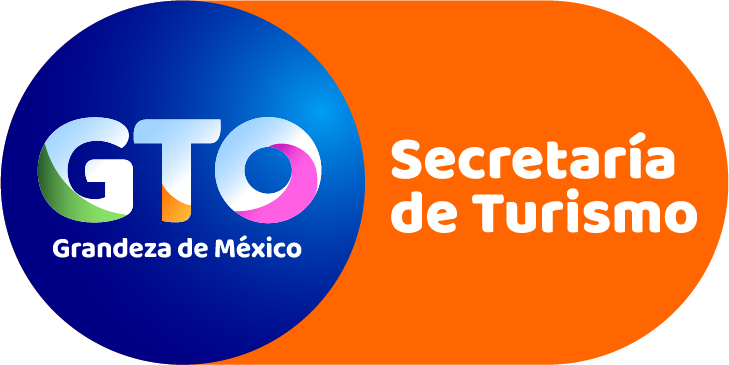 GTO
Grandeza de México
Secretaría
de Turismo